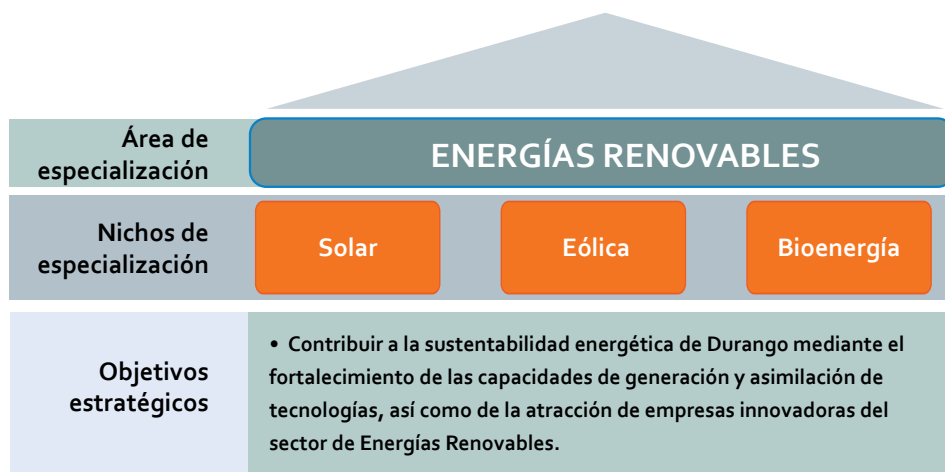 Área de
especialización
ENERGÍAS RENOVABLES
Nichos de
especialización
Solar
Eólica
Bioenergía
Objetivos
estratégicos
• Contribuir a la sustentabilidad energética de Durango mediante el
fortalecimiento de las capacidades de generación y asimilación de
tecnologías, así como de la atracción de empresas innovadoras del
sector de Energías Renovables.